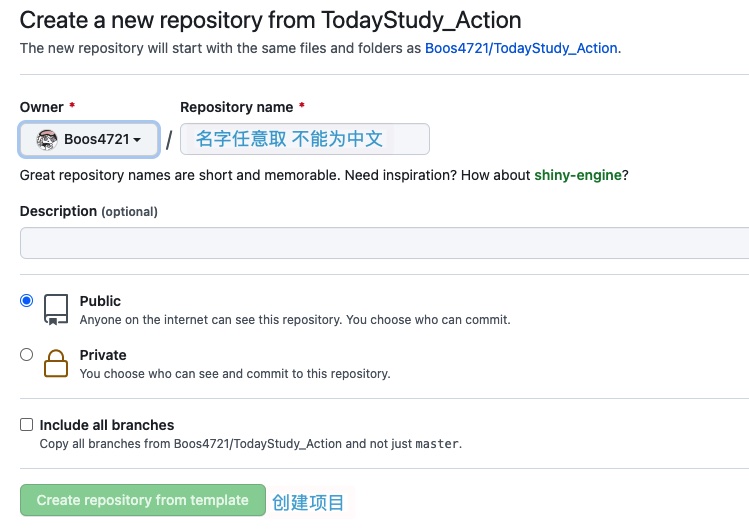 Create a new repository from TodayStudy_Action
The new repository will start with the same files and folders as Boos4721/TodayStudy_Action.
Owner * Repository name *
Boos4721 / 名字任意取 不能为中文
Great repository names are short and memorable. Need inspiration? How about shiny-engine?
Description (optional)
Public
Anyone on the internet can see this repository. You choose who can commit.
Private
You choose who can see and commit to this repository.
Include all branches
Copy all branches from Boos4721/TodayStudy_Action and not just master.
Create repository from template 创建项目